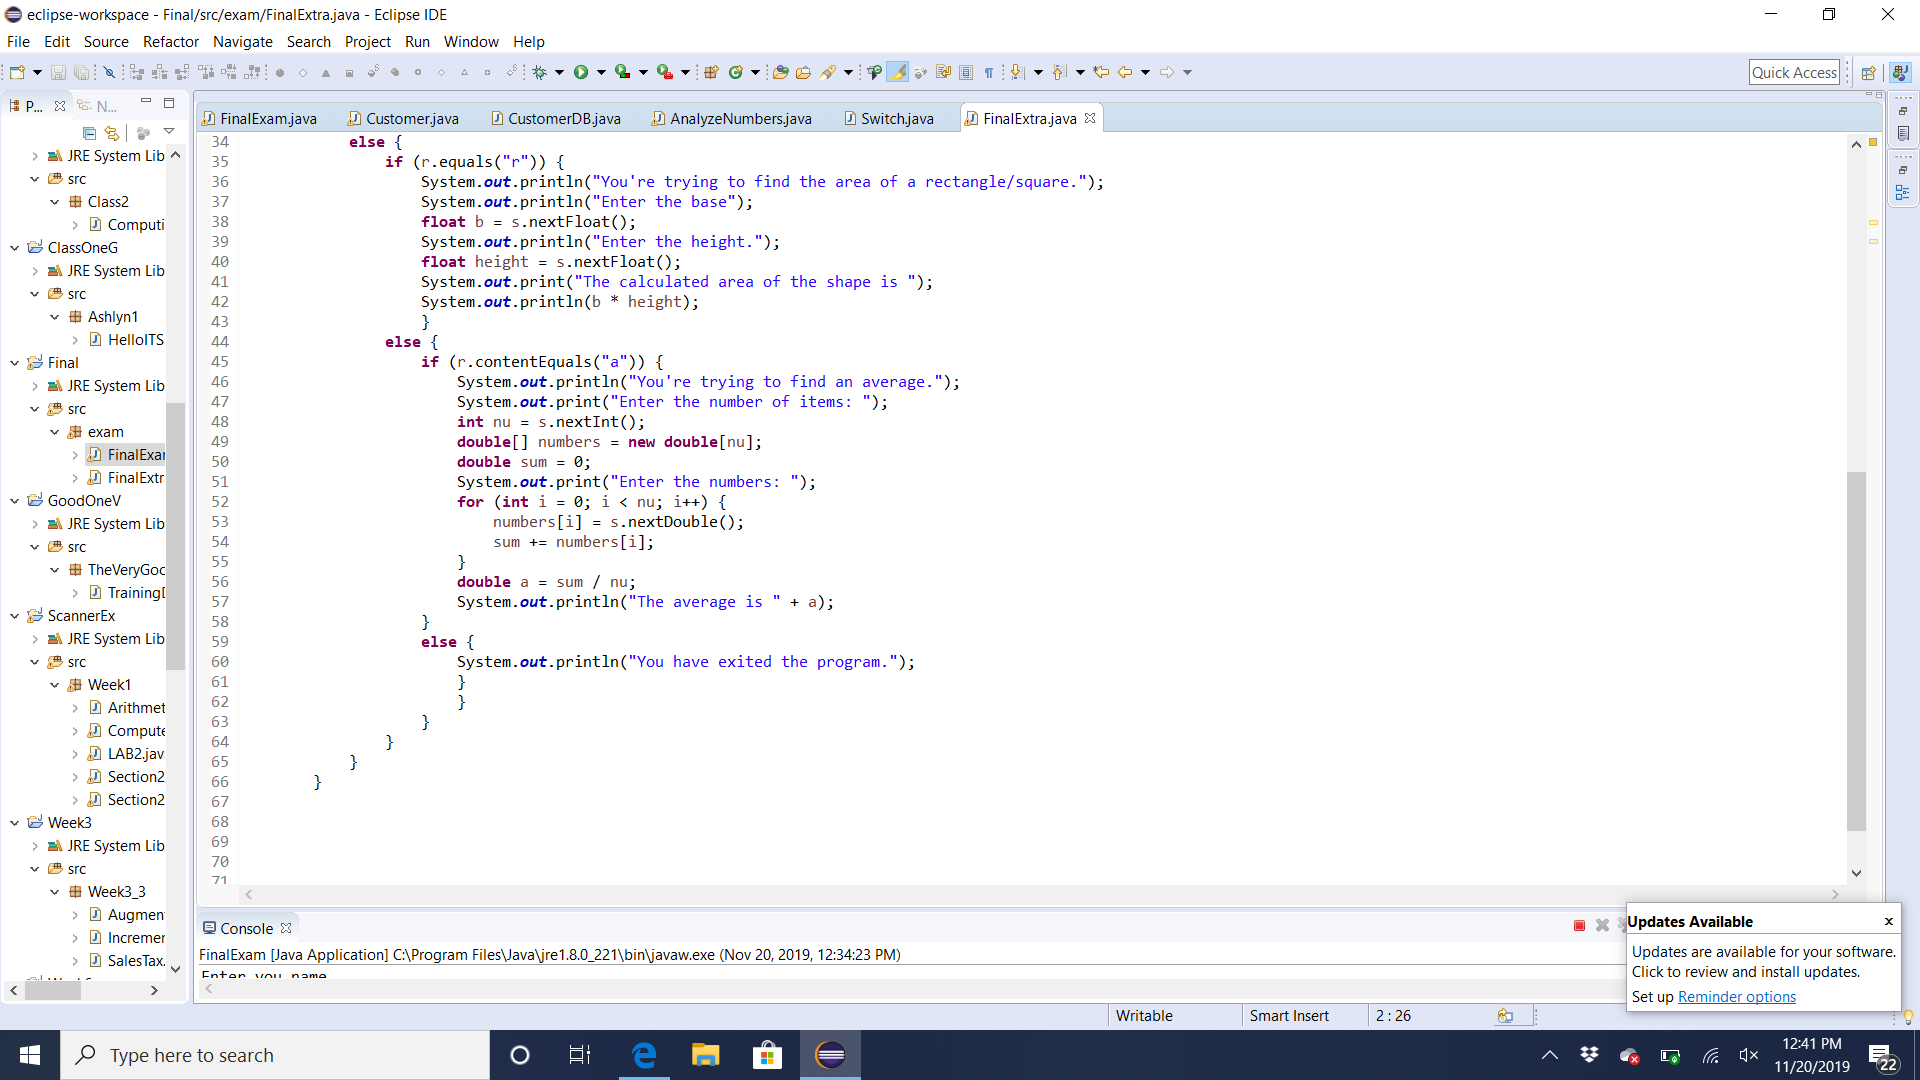 eclipse-workspace - Final/src/exam/FinalExtra.java - Eclipse IDE
File Edit Source Refactor Navigate Search Project Run Window Help
Quick Access
P... N...
FinalExam.java Customer.java CustomerDB.java AnalyzeNumbers.java Switch.java FinalExtra.java
JRE System Lib
src
Class2
Computi
ClassOneG
JRE System Lib
src
Ashlyn1
HelloITS
Final
JRE System Lib
src
exam
FinalExar
FinalExtr
GoodOneV
JRE System Lib
src
TheVeryGoo
Training
ScannerEx
JRE System Lib
src
Week1
Arithmet
Compute
LAB2.jav
Section2
Section2
Week3
JRE System Lib
src
Week3_3
Augmen
Incremer
SalesTax.
34 else {
35 if (r.equals("r")) {
36 System.out.println("You're trying to find the area of a rectangle/square.");
37 System.out.println("Enter the base");
38 float b = s.nextFloat();
39 System.out.println("Enter the height.");
40 float height = s.nextFloat();
41 System.out.print("The calculated area of the shape is ");
42 System.out.println(b * height);
43 }
44 else {
45 if (r.contentEquals("a")) {
46 System.out.println("You're trying to find an average.");
47 System.out.print("Enter the number of items: ");
48 int nu = s.nextInt();
49 double[] numbers = new double[nu];
50 double sum = 0;
51 System.out.print("Enter the numbers: ");
52 for (int i = 0; i < nu; i++) {
53 numbers[i] = s.nextDouble();
54 sum += numbers[i];
55 }
56 double a = sum / nu;
57 System.out.println("The average is " + a);
58 }
59 else {
60 System.out.println("You have exited the program.");
61 }
62 }
63 }
64 }
65 }
66 }
67
68
69
70
71
Console
FinalExam [Java Application] C:\Program Files\Java\jre1.8.0_221\bin\javaw.exe (Nov 20, 2019, 12:34:23 PM)
Enter you name
Updates Available
Updates are available for your software.
Click to review and install updates.
Set up Reminder options
Writable Smart Insert 2 : 26
Type here to search
12:41 PM
11/20/2019
22